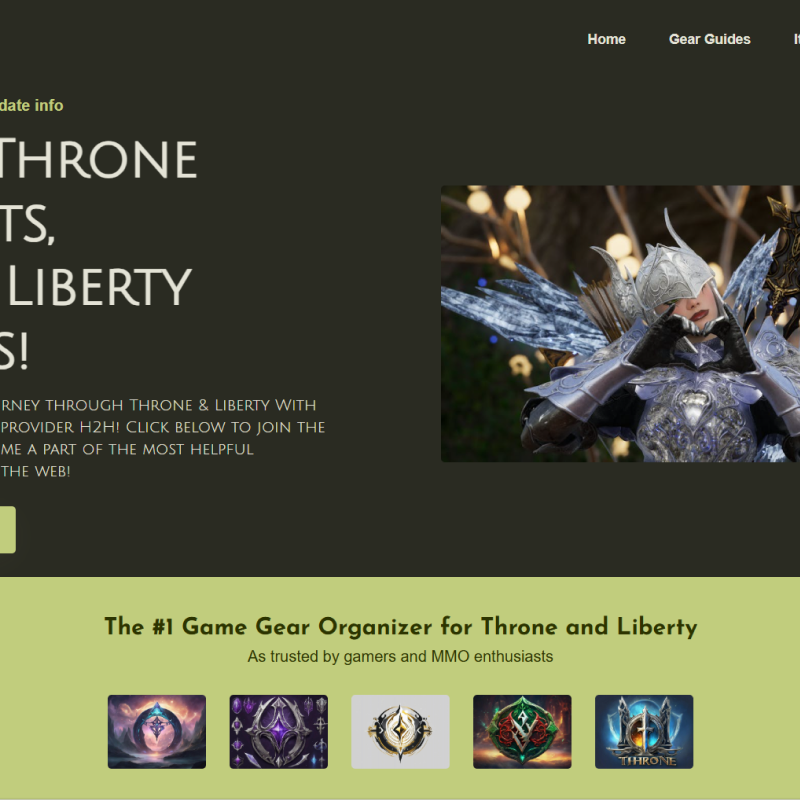 Home Gear Guides
date info
THRONE
TS,
LIBERTY
S!
RNEY THROUGH THRONE & LIBERTY WITH
PROVIDER H2H! CLICK BELOW TO JOIN THE
ME A PART OF THE MOST HELPFUL
THE WEB!
The #1 Game Gear Organizer for Throne and Liberty
As trusted by gamers and MMO enthusiasts
THRONE